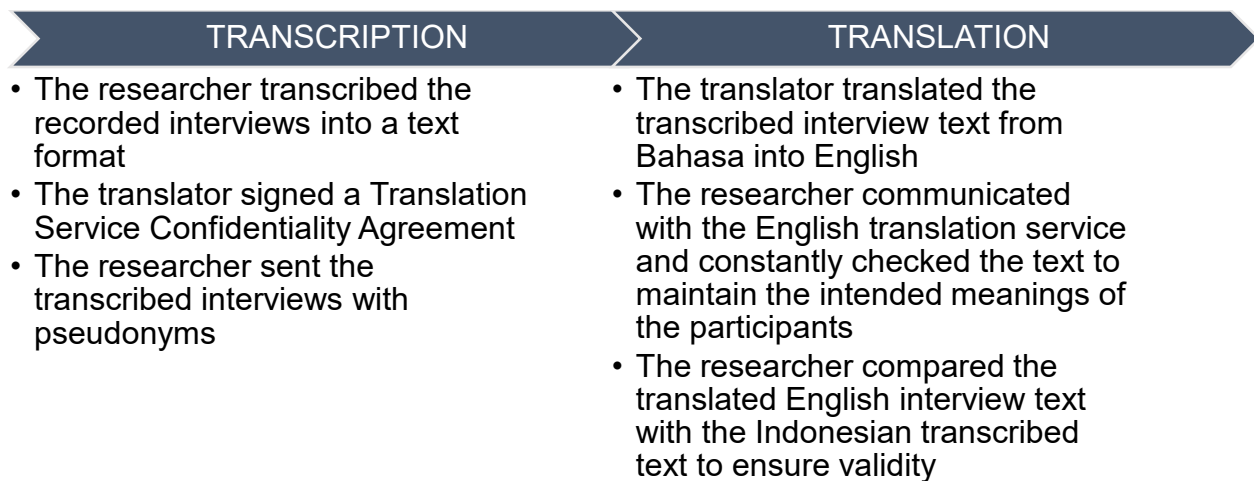 TRANSCRIPTION
• The researcher transcribed the
recorded interviews into a text
format
• The translator signed a Translation
Service Confidentiality Agreement
• The researcher sent the
transcribed interviews with
pseudonyms
TRANSLATION
• The translator translated the
transcribed interview text from
Bahasa into English
• The researcher communicated
with the English translation service
and constantly checked the text to
maintain the intended meanings of
the participants
• The researcher compared the
translated English interview text
with the Indonesian transcribed
text to ensure validity